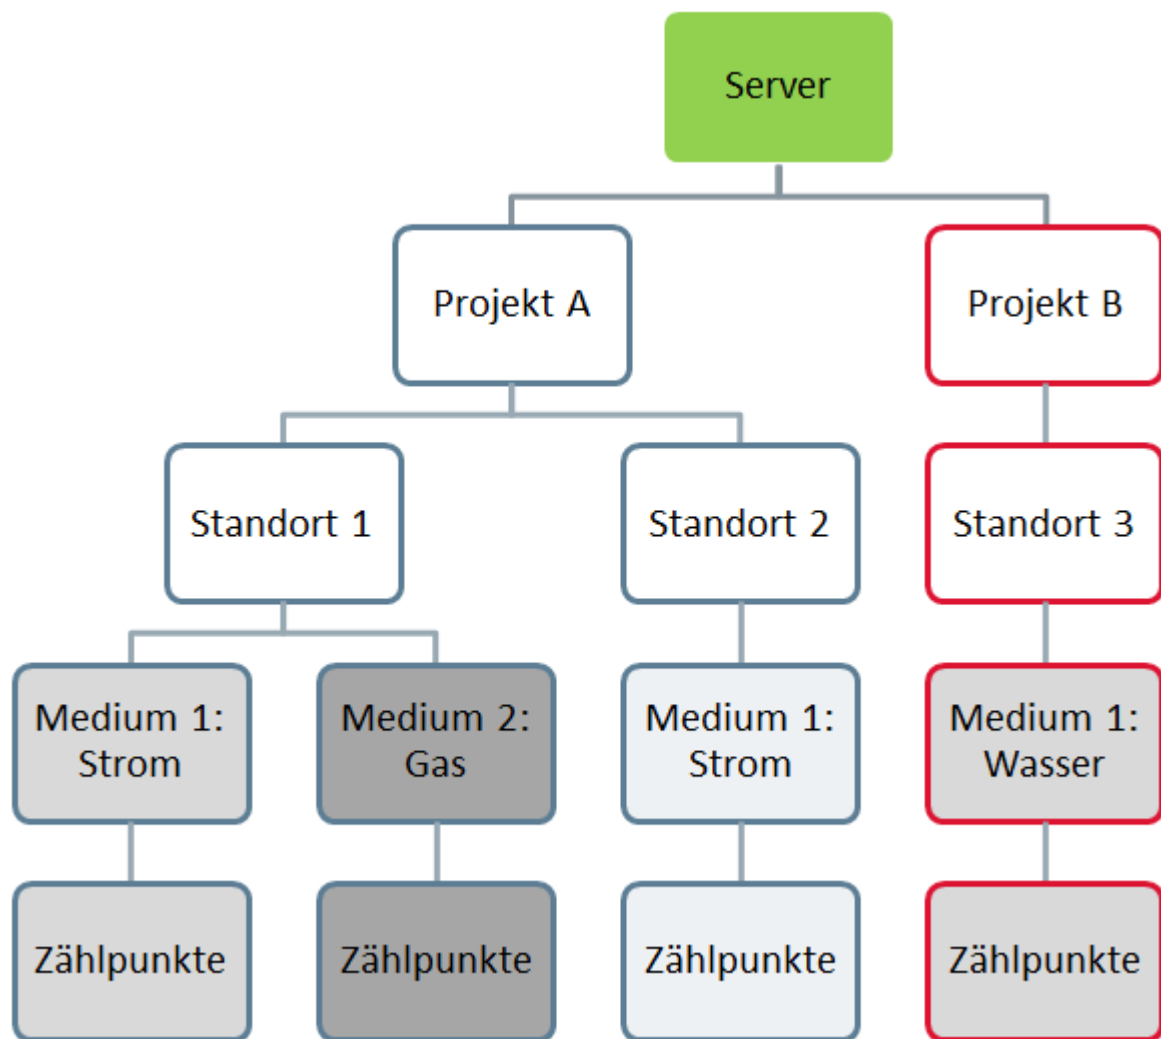 Server
Projekt A
Projekt B
Standort 1
Standort 2
Standort 3
Medium 1:
Strom
Medium 2:
Gas
Medium 1:
Strom
Medium 1:
Wasser
Zählpunkte
Zählpunkte
Zählpunkte
Zählpunkte